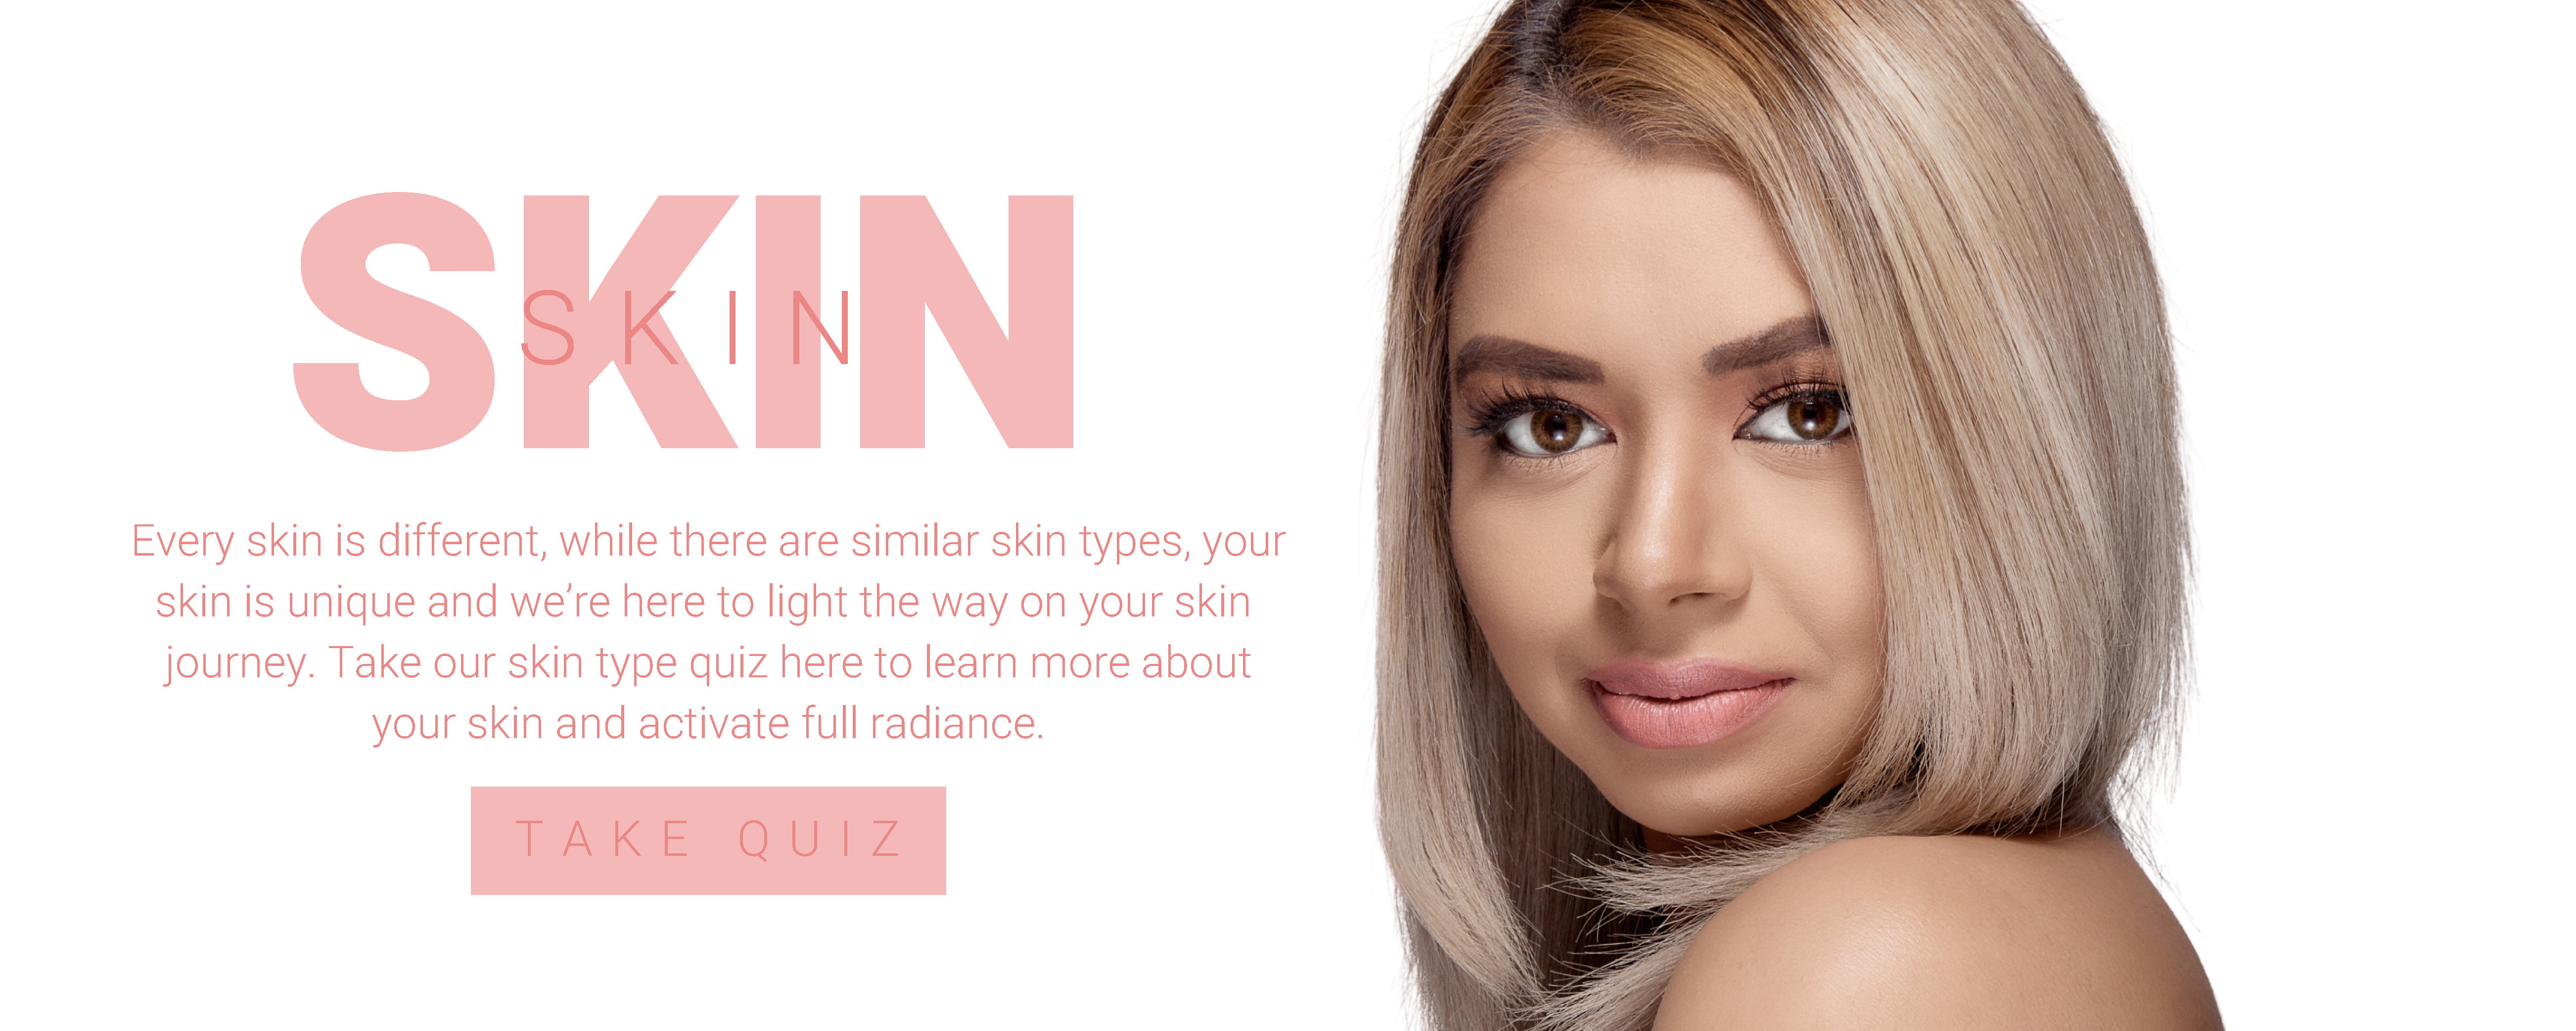 SKIN
SKIN
Every skin is different, while there are similar skin types, your
skin is unique and we’re here to light the way on your skin
journey. Take our skin type quiz here to learn more about
your skin and activate full radiance.
TAKE QUIZ